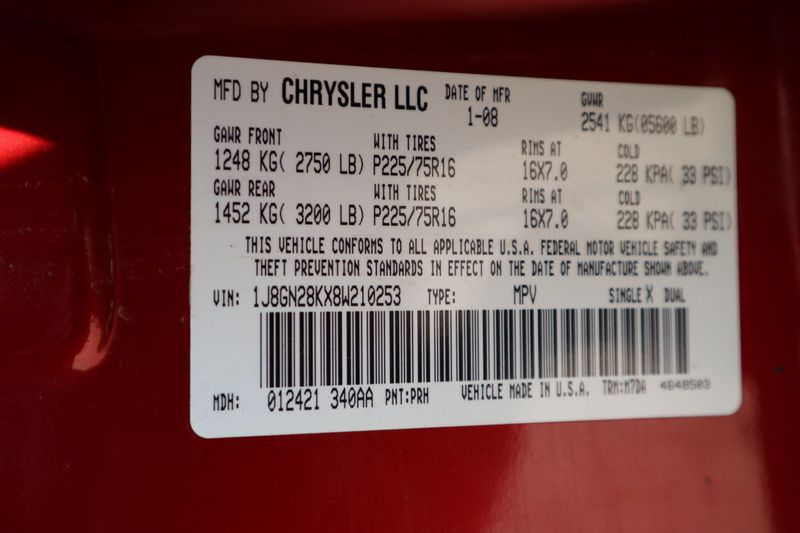 MFD BY CHRYSLER LLC DATE OF MFR 1-08 GVWR 2541 KG(05600 LB)
GAWR FRONT WITH TIRES RIMS AT COLD
1248 KG( 2750 LB) P225/75R16 16X7.0 228 KPA( 33 PSI)
GAWR REAR WITH TIRES RIMS AT COLD
1452 KG( 3200 LB) P225/75R16 16X7.0 228 KPA( 33 PSI)
THIS VEHICLE CONFORMS TO ALL APPLICABLE U.S.A. FEDERAL MOTOR VEHICLE SAFETY AND
THEFT PREVENTION STANDARDS IN EFFECT ON THE DATE OF MANUFACTURE SHOWN ABOVE.
VIN: 1J8GN28KX8W210253 TYPE: MPV SINGLE X DUAL
MDH: 012421 340AA PNT:PRH VEHICLE MADE IN U.S.A. TRM:M7DA 4648503